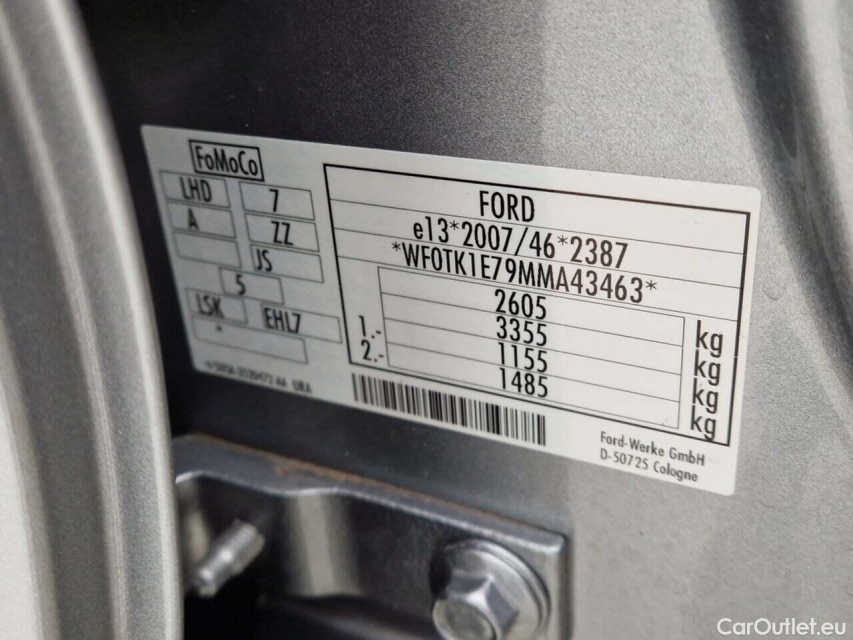 FoMoCo
LHD 7
A ZZ
JS
5
LSK EHL7
*
FORD
e13*2007/46*2387
*WF0TK1E79MMA43463*
2605 kg
3355 kg
1.- 1155 kg
2.- 1485 kg
Ford-Werke GmbH
D-50725 Cologne
CarOutlet.eu